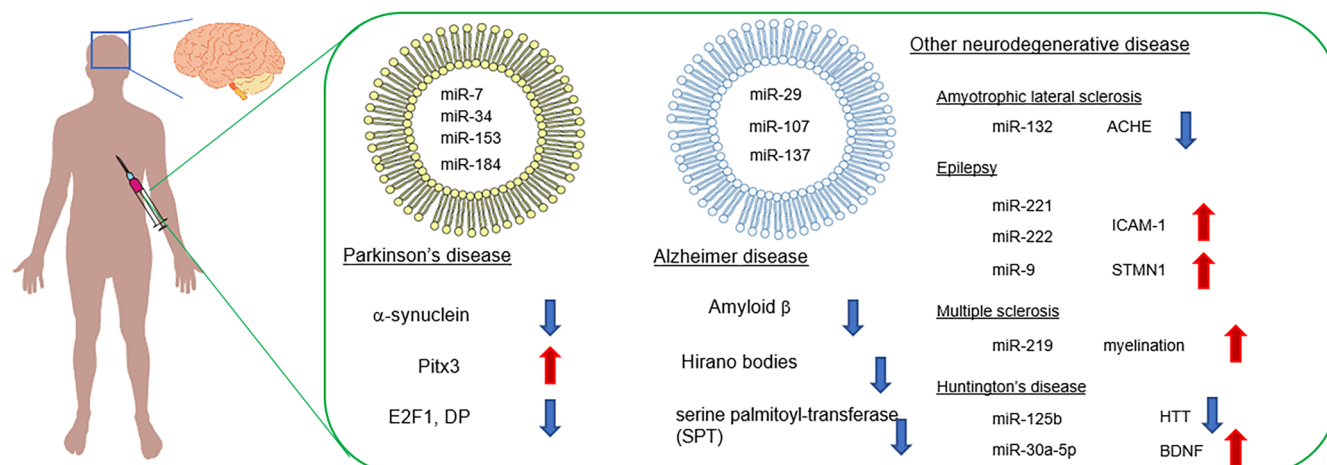 miR-7
miR-34
miR-153
miR-184
Parkinson's disease
α-synuclein
Pitx3
E2F1, DP
miR-29
miR-107
miR-137
Alzheimer disease
Amyloid β
Hirano bodies
serine palmitoyl-transferase
(SPT)
Other neurodegenerative disease
Amyotrophic lateral sclerosis
miR-132 ACHE
Epilepsy
miR-221
miR-222
ICAM-1
miR-9 STMN1
Multiple sclerosis
miR-219 myelination
Huntington's disease
miR-125b HTT
miR-30a-5p BDNF